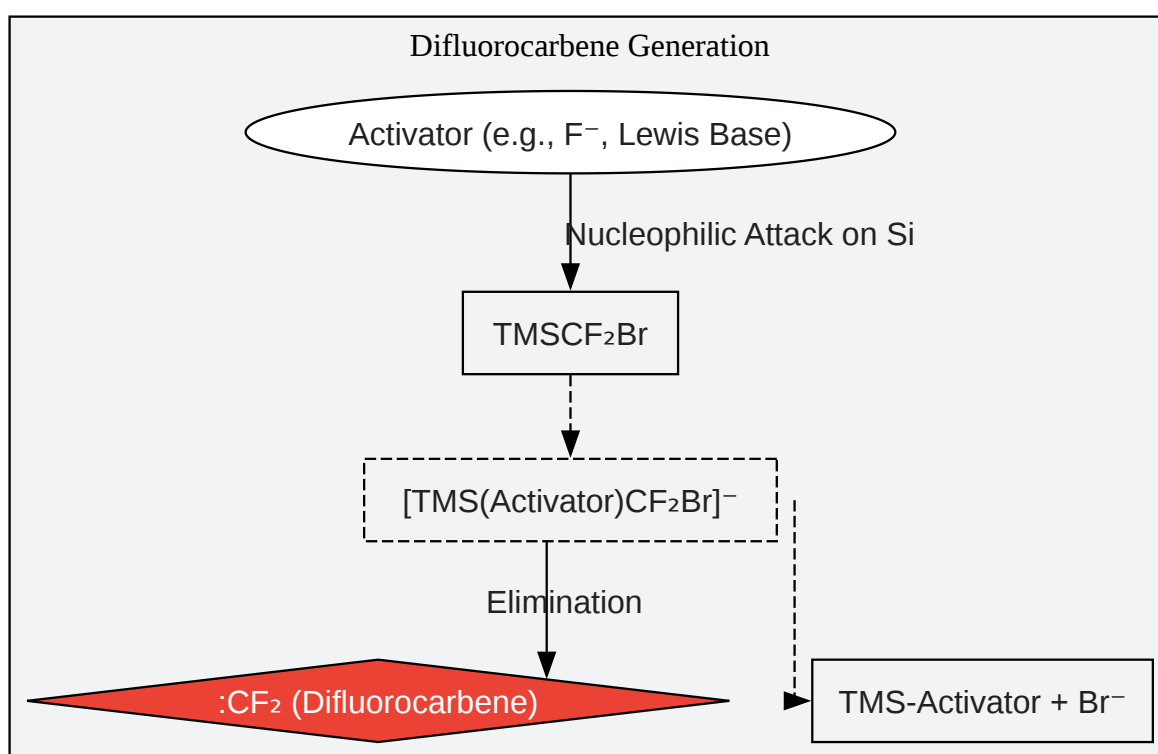 Difluorocarbene Generation
Activator (e.g., F⁻, Lewis Base)
Nucleophilic Attack on Si
TMSCF₂Br
[TMS(Activator)CF₂Br]⁻
Elimination
:CF₂ (Difluorocarbene)
TMS-Activator + Br⁻